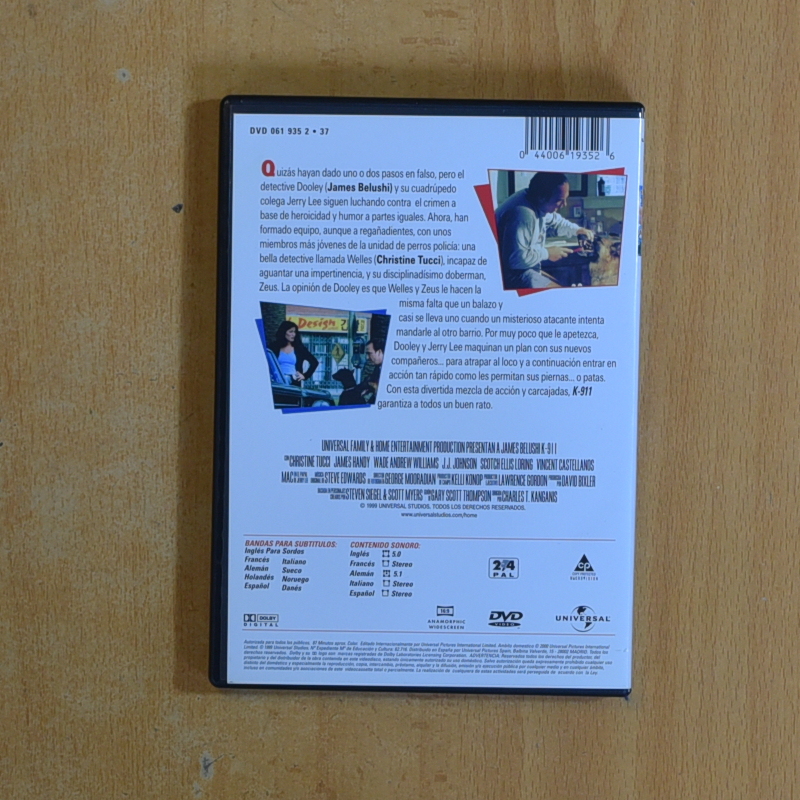 DVD 061 935 2 • 37
0 44006 19352 6
Quizás hayan dado uno o dos pasos en falso, pero el
detective Dooley (James Belushi) y su cuadrúpedo
colega Jerry Lee siguen luchando contra el crimen a
base de heroicidad y humor a partes iguales. Ahora, han
formado equipo, aunque a regañadientes, con unos
miembros más jóvenes de la unidad de perros policía: una
bella detective llamada Welles (Christine Tucci), incapaz de
aguantar una impertinencia, y su disciplinadísimo doberman,
Zeus. La opinión de Dooley es que Welles y Zeus le hacen la
misma falta que un balazo y
casi se lleva uno cuando un misterioso atacante intenta
mandarle al otro barrio. Por muy poco que le apetezca,
Dooley y Jerry Lee maquinan un plan con sus nuevos
compañeros... para atrapar al loco y a continuación entrar en
acción tan rápido como les permitan sus piernas... o patas.
Con esta divertida mezcla de acción y carcajadas, K-911
garantiza a todos un buen rato.
Design
UNIVERSAL FAMILY & HOME ENTERTAINMENT PRODUCTION PRESENTAN A JAMES BELUSHI K-911
CHRISTINE TUCCI JAMES HANDY WADE ANDREW WILLIAMS J.J. JOHNSON SCOTCH ELLIS LORING VINCENT CASTELLANOS
MAC STEVE EDWARDS GEORGE MOORADIAN KELLI KONOP LAWRENCE GORDON DAVID BIXLER
STEVEN SIEGEL & SCOTT MYERS GARY SCOTT THOMPSON CHARLES T. KANGANIS
© 1999 UNIVERSAL STUDIOS. TODOS LOS DERECHOS RESERVADOS.
www.universalstudios.com/home
BANDAS PARA SUBTITULOS:
Inglés Para Sordos
Francés Italiano
Alemán Sueco
Holandés Noruego
Español Danés
CONTENIDO SONORO:
Inglés 5.0
Francés Stereo
Alemán 5.1
Italiano Stereo
Español Stereo
2 4
PAL
CP
MACROVISION
DOLBY
DIGITAL
16:9
ANAMORPHIC
WIDESCREEN
DVD
VIDEO
UNIVERSAL